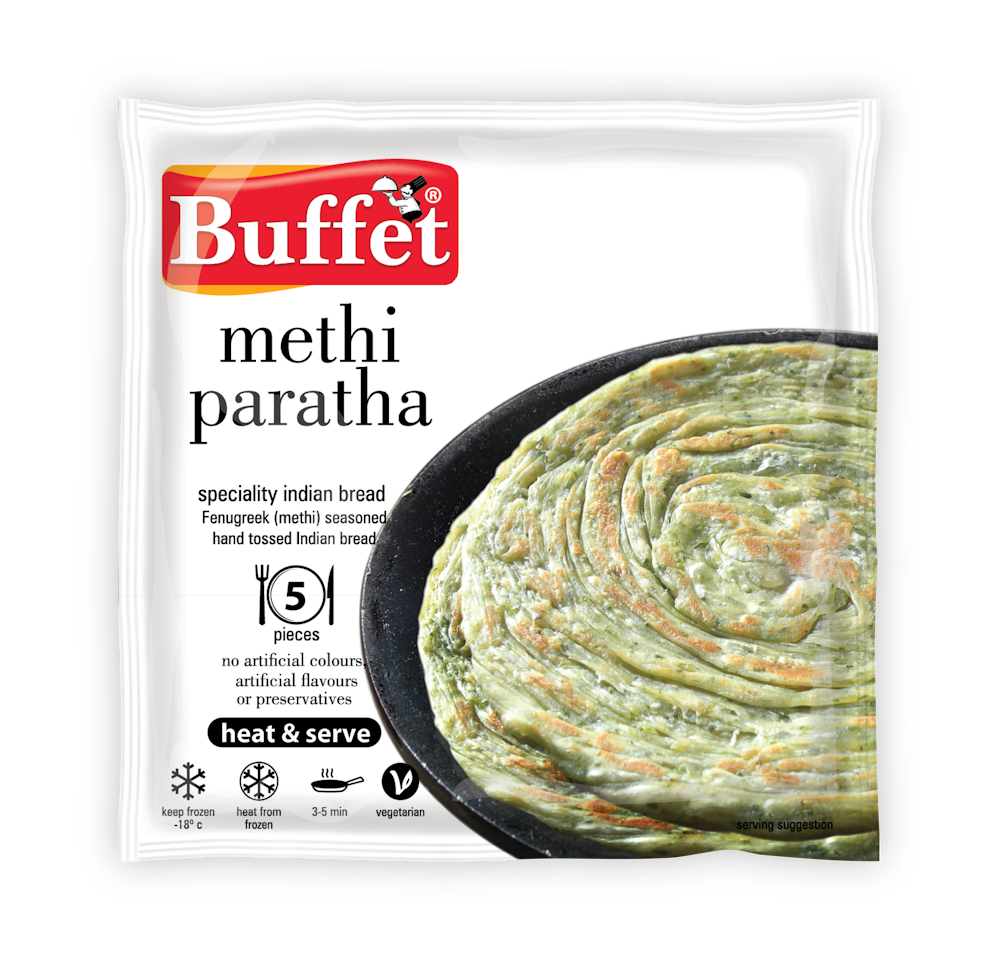 Buffet®
methi
paratha
speciality indian bread
Fenugreek (methi) seasoned
hand tossed Indian bread
5
pieces
no artificial colours,
artificial flavours
or preservatives
heat & serve
keep frozen
-18º c
heat from
frozen
3-5 min
V
vegetarian
serving suggestion